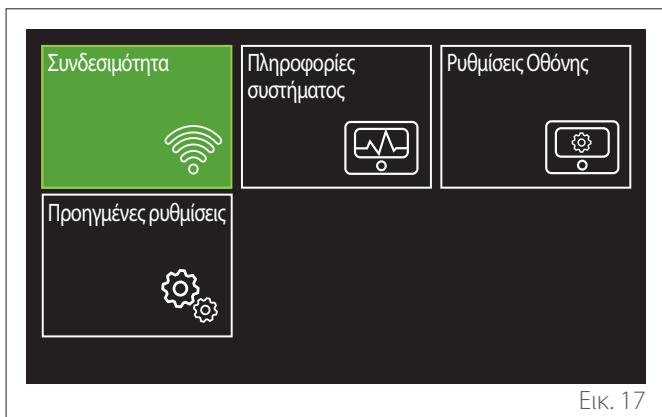 Συνδεσιμότητα
Πληροφορίες
συστήματος
Ρυθμίσεις Οθόνης
Προηγμένες ρυθμίσεις
Εικ. 17